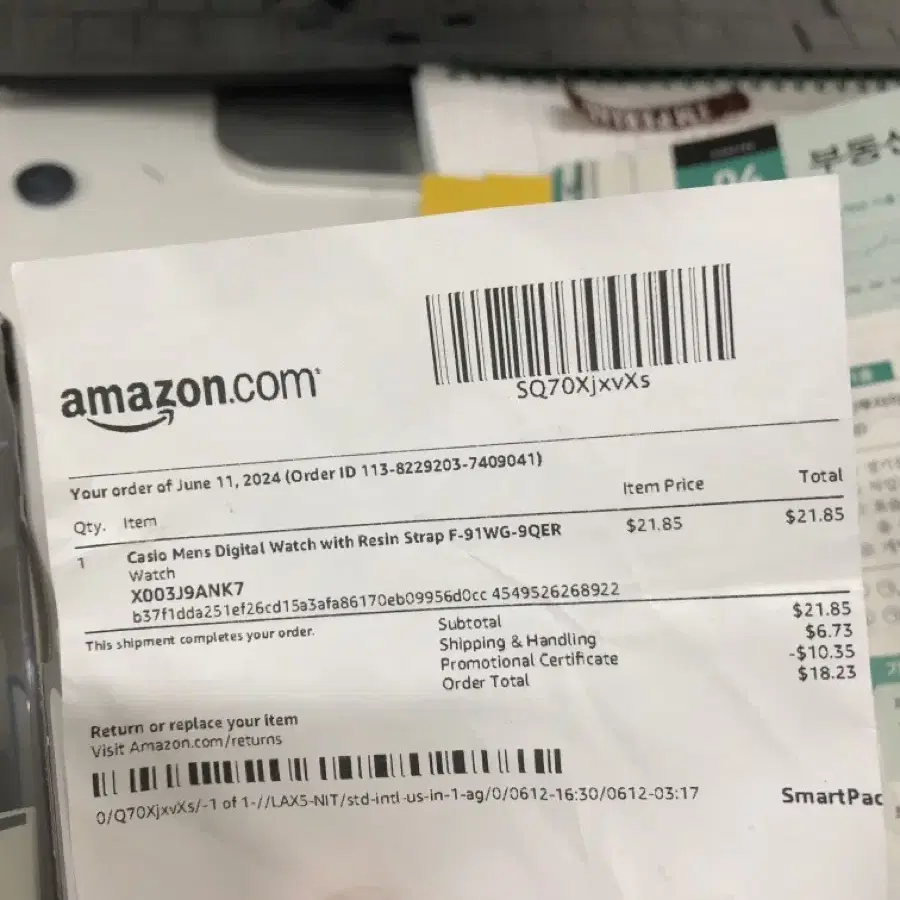 부동산
%
amazon.com
SQ70XjxvXs
Your order of June 11, 2024 (Order ID 113-8229203-7409041)
Qty. Item Item Price Total
1 Casio Mens Digital Watch with Resin Strap F-91WG-9QER $21.85 $21.85
Watch
X003J9ANK7
b37f1dda251ef26cd15a3afa86170eb09956d0cc 4549526268922
This shipment completes your order.
Subtotal $21.85
Shipping & Handling $6.73
Promotional Certificate -$10.35
Order Total $18.23
Return or replace your item
Visit Amazon.com/returns
0/Q70XjxvXs/-1 of 1-//LAX5-NIT/std-intl-us-in-1-ag/0/0612-16:30/0612-03:17
SmartPac